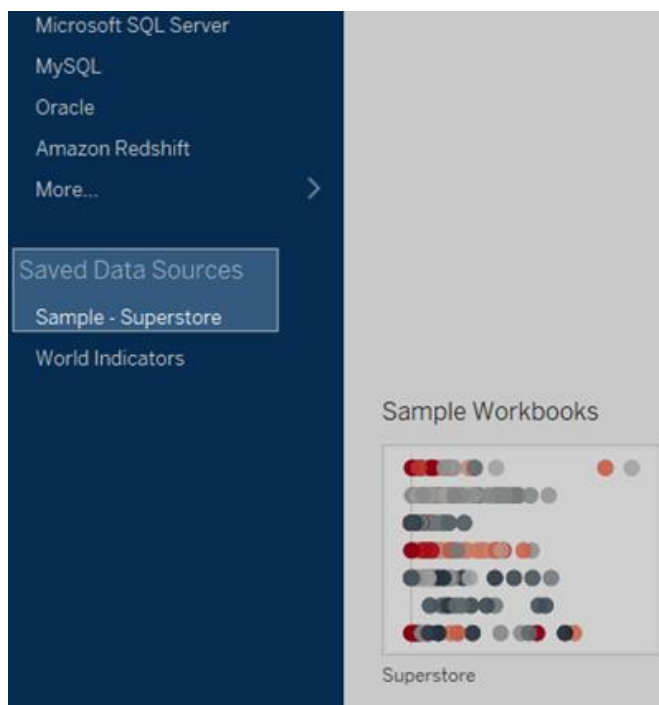 Microsoft SQL Server
MySQL
Oracle
Amazon Redshift
More...
Saved Data Sources
Sample - Superstore
World Indicators
Sample Workbooks
Superstore